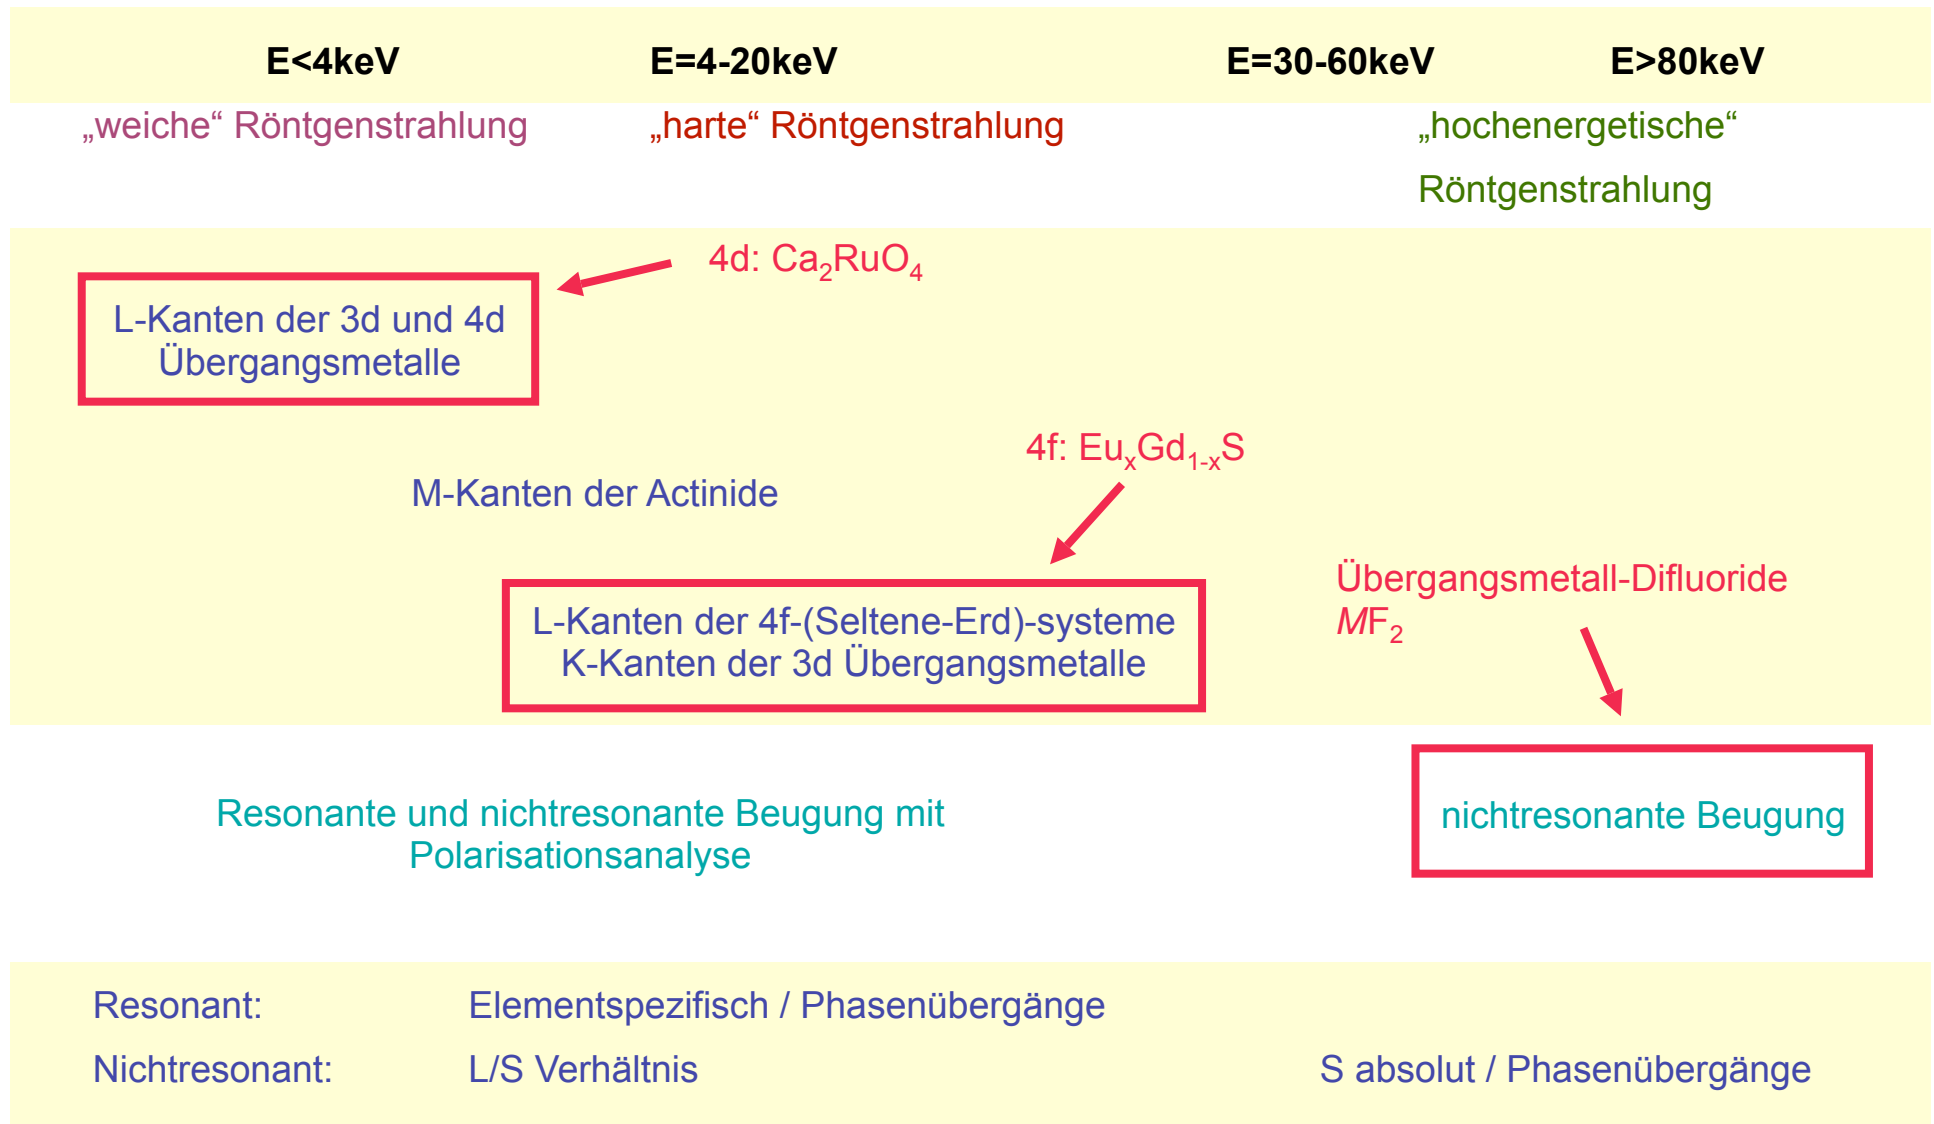 E<4keV E=4-20keV E=30-60keV E>80keV
„weiche“ Röntgenstrahlung „harte“ Röntgenstrahlung „hochenergetische“
Röntgenstrahlung
4d: Ca₂RuO₄
L-Kanten der 3d und 4d
Übergangsmetalle
4f: EuₓGd₁₋ₓS
M-Kanten der Actinide
Übergangsmetall-Difluoride
MF₂
L-Kanten der 4f-(Seltene-Erd)-systeme
K-Kanten der 3d Übergangsmetalle
Resonante und nichtresonante Beugung mit
Polarisationsanalyse
nichtresonante Beugung
Resonant: Elementspezifisch / Phasenübergänge
Nichtresonant: L/S Verhältnis S absolut / Phasenübergänge